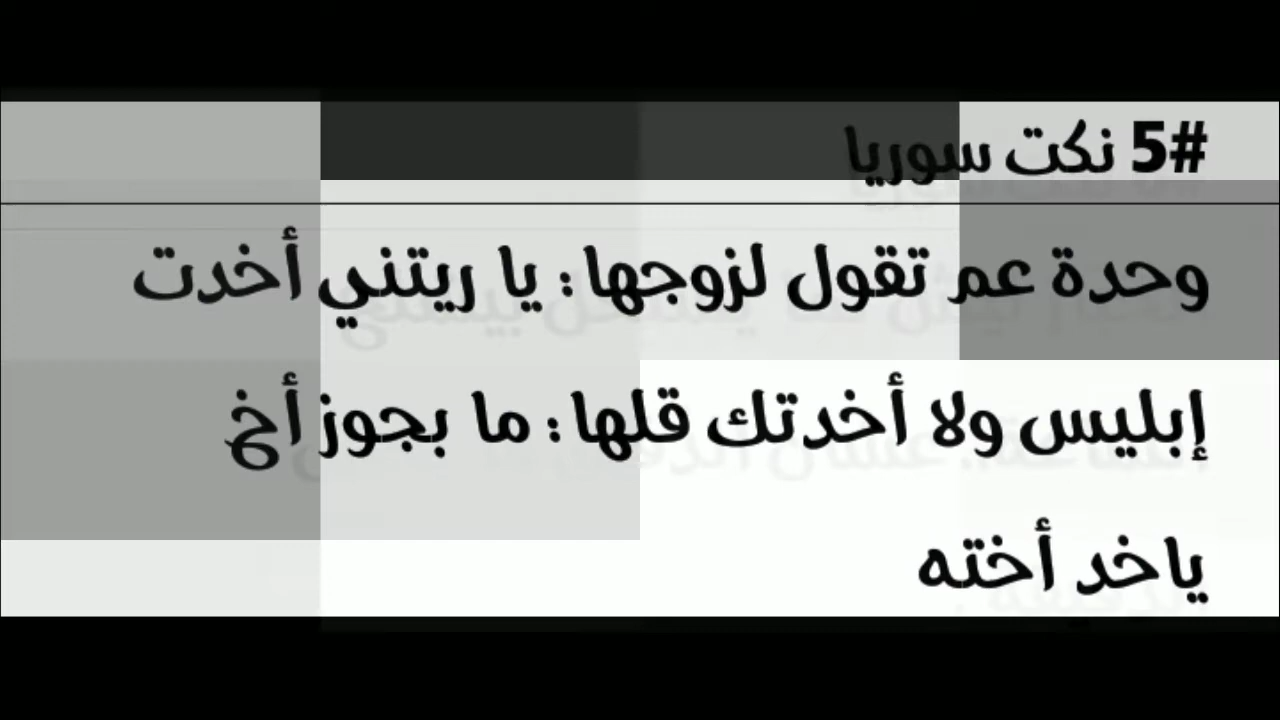 #5 نكت سوريا
وحدة عم تقول لزوجها: يا ريتني أخدت
إبليس ولا أخدتك قلها: ما بجوز أخ
ياخد أخته